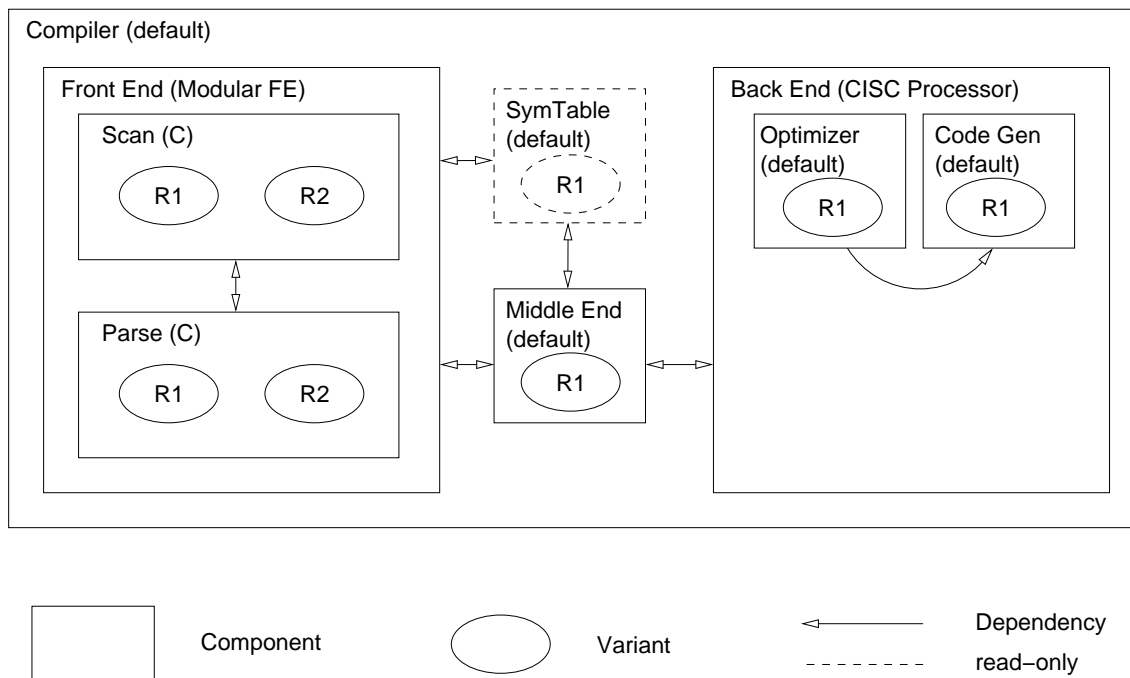 Compiler (default)
Front End (Modular FE)
Scan (C)
R1
R2
Parse (C)
R1
R2
SymTable
(default)
R1
Middle End
(default)
R1
Back End (CISC Processor)
Optimizer
(default)
R1
Code Gen
(default)
R1
Component
Variant
Dependency
read−only